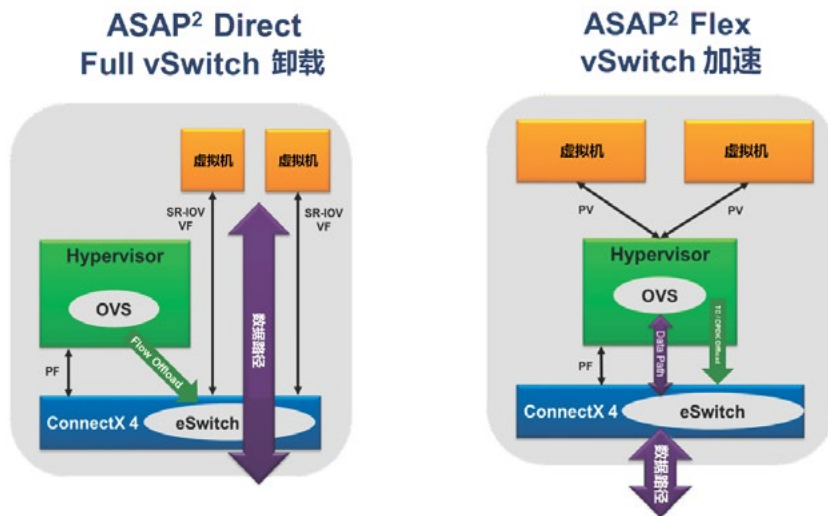 ASAP² Direct
Full vSwitch 卸载
虚拟机
虚拟机
SR-IOV
VF
SR-IOV
VF
Hypervisor
OVS
Flow Offload
数据路径
PF
ConnectX 4
eSwitch
ASAP² Flex
vSwitch 加速
虚拟机
虚拟机
PV
PV
Hypervisor
OVS
Data Path
TC / DPDK Offload
PF
ConnectX 4
eSwitch
数据路径